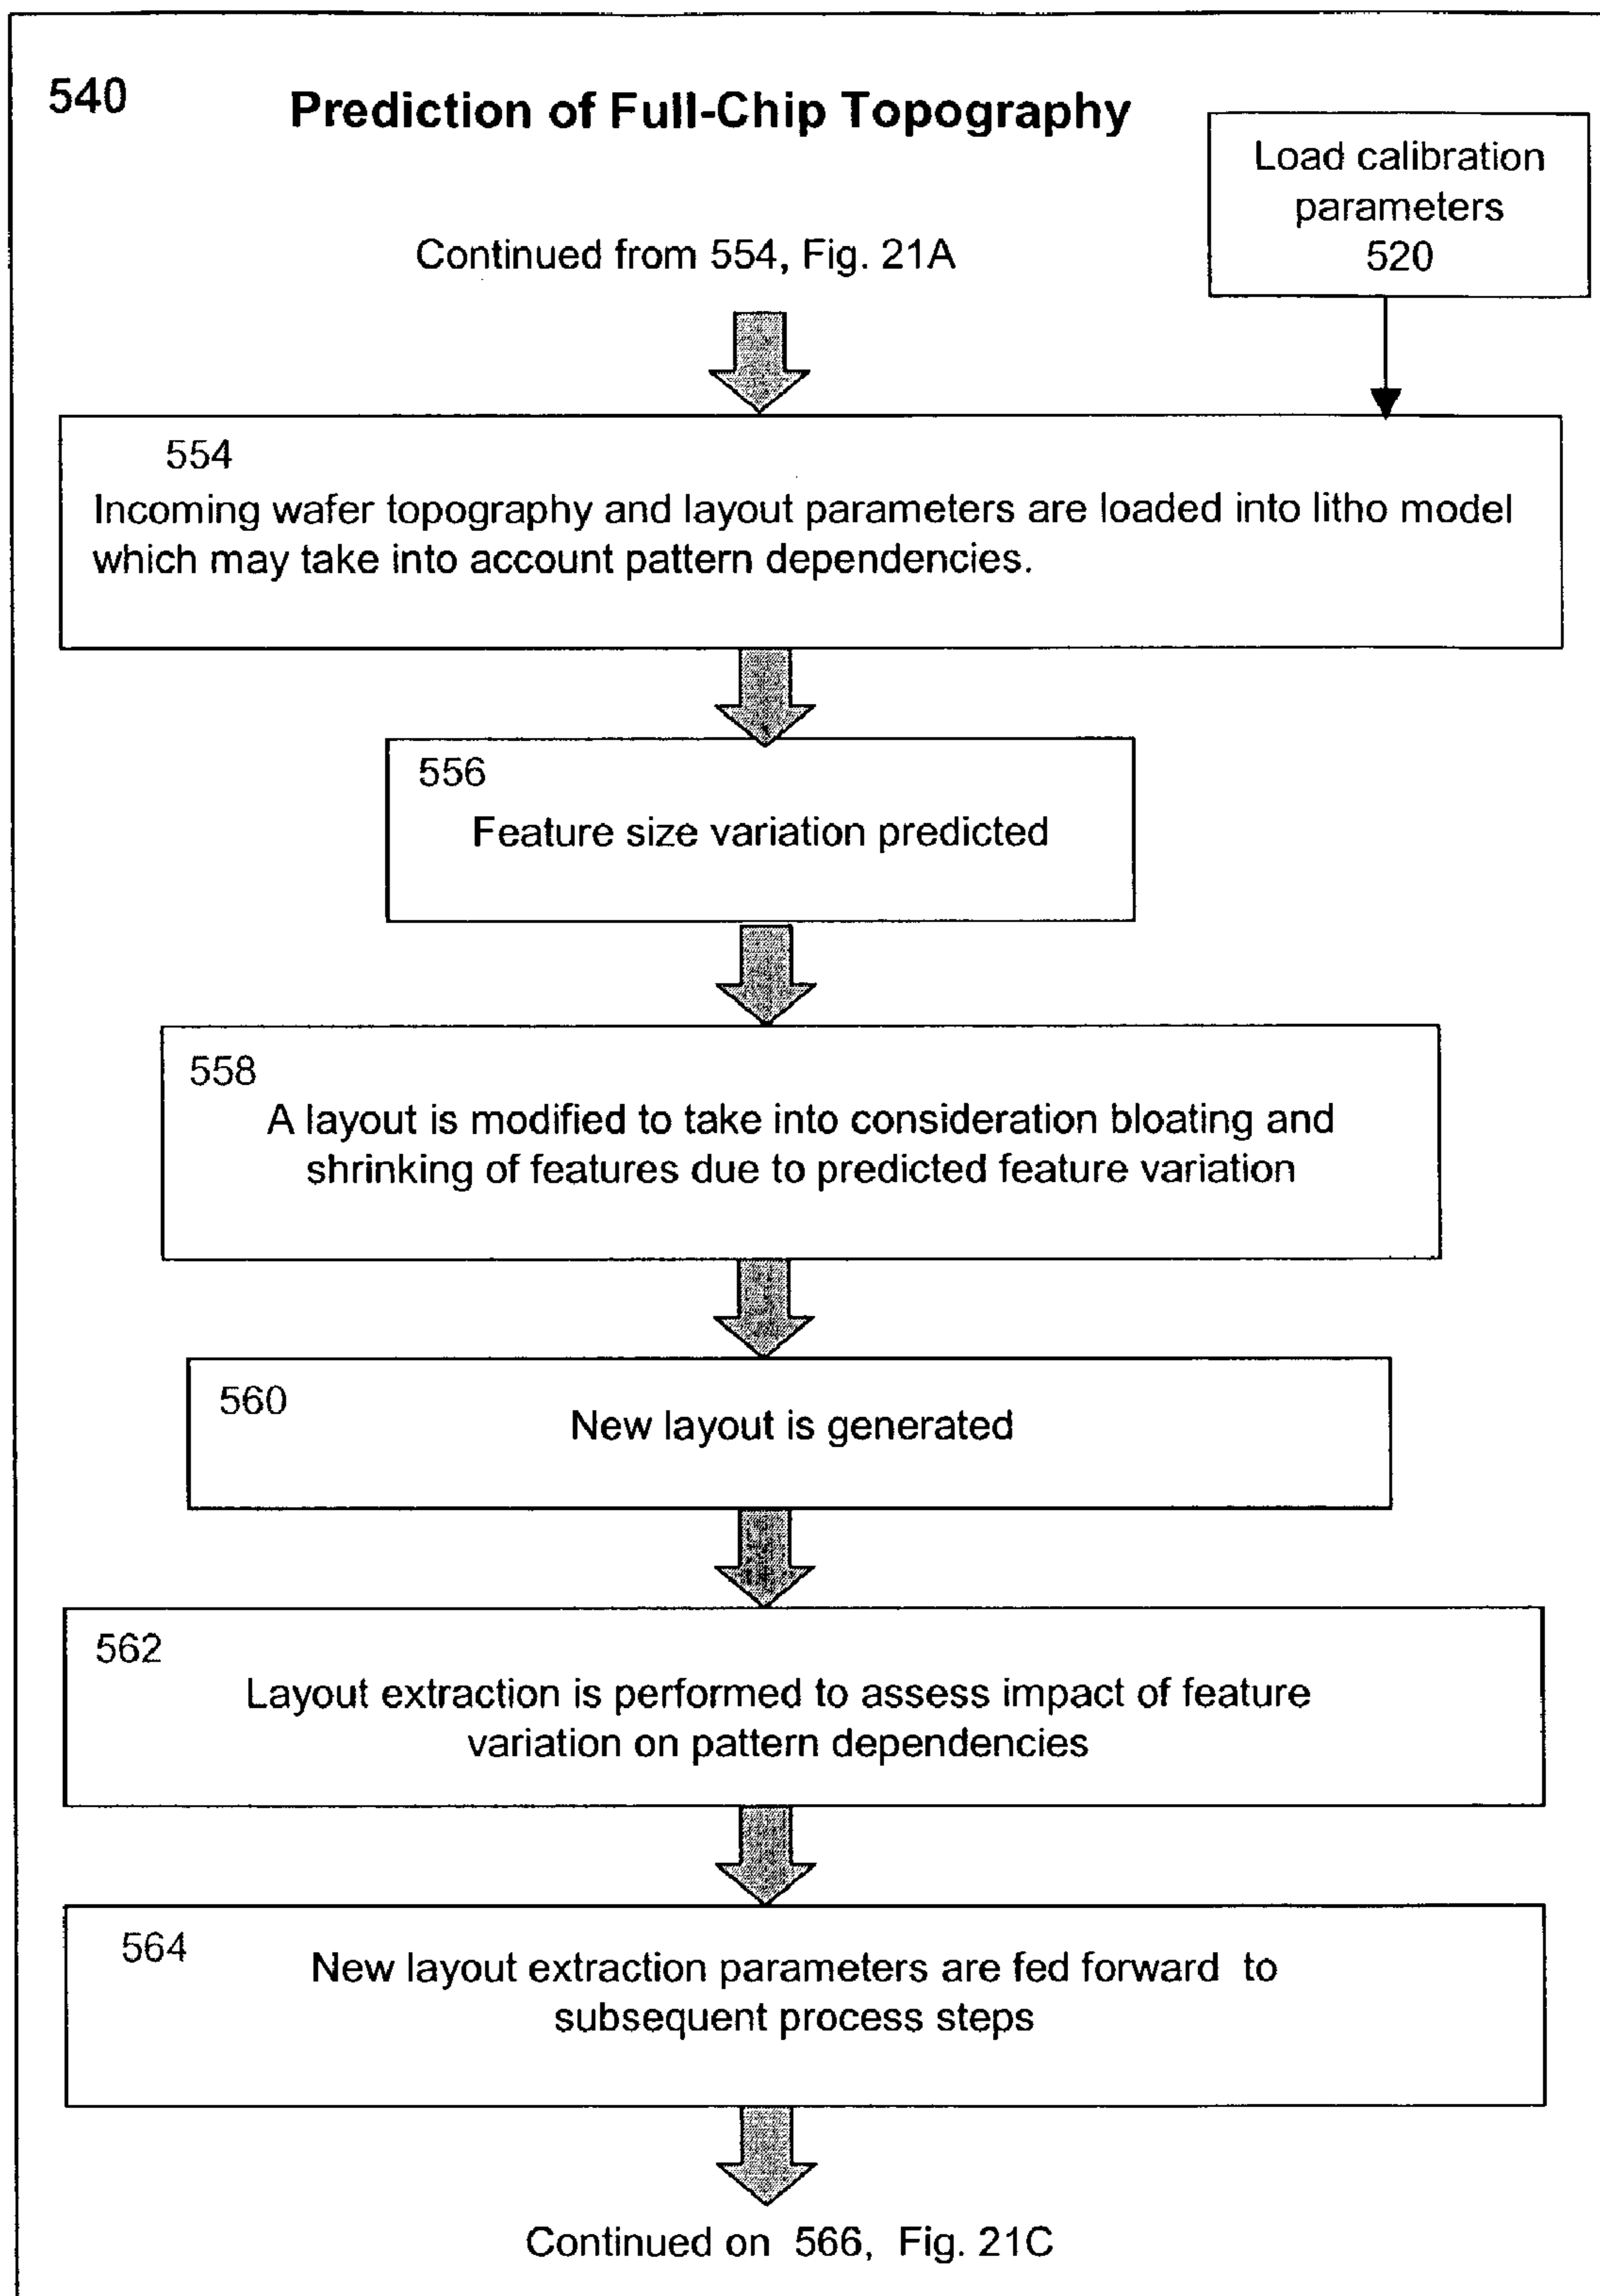 540
Prediction of Full-Chip Topography
Load calibration
parameters
520
Continued from 554, Fig. 21A
554
Incoming wafer topography and layout parameters are loaded into litho model
which may take into account pattern dependencies.
556
Feature size variation predicted
558
A layout is modified to take into consideration bloating and
shrinking of features due to predicted feature variation
560
New layout is generated
562
Layout extraction is performed to assess impact of feature
variation on pattern dependencies
564
New layout extraction parameters are fed forward to
subsequent process steps
Continued on 566, Fig. 21C